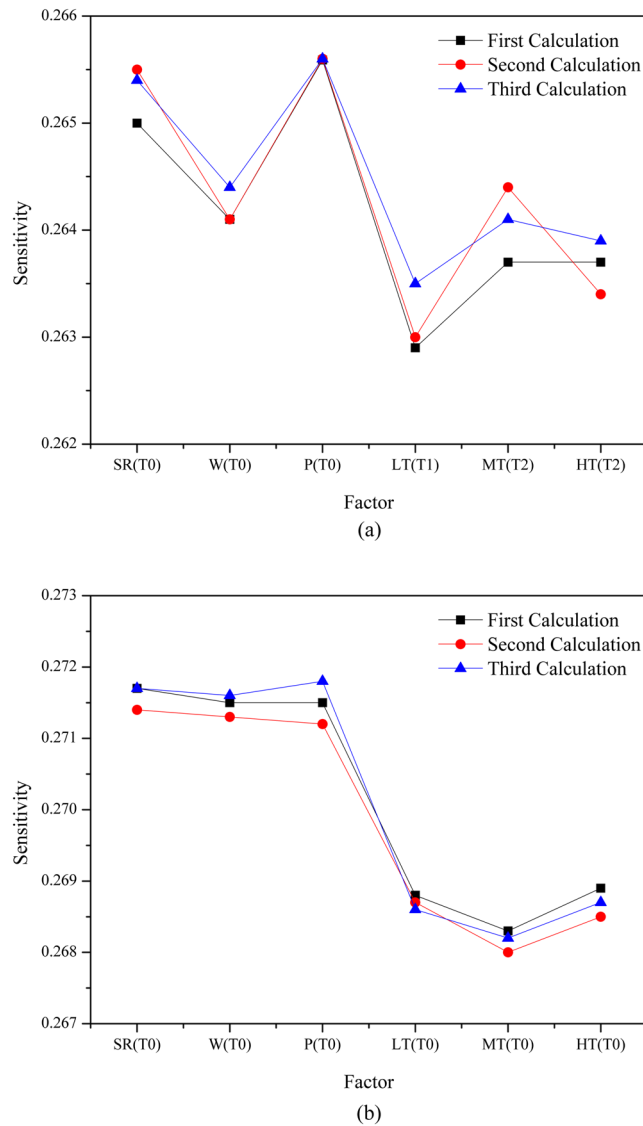 0.266
First Calculation
Second Calculation
Third Calculation
0.265
0.264
0.263
0.262
Sensitivity
SR(T0) W(T0) P(T0) LT(T1) MT(T2) HT(T2)
Factor
(a)
0.273
First Calculation
Second Calculation
Third Calculation
0.272
0.271
0.270
0.269
0.268
0.267
Sensitivity
SR(T0) W(T0) P(T0) LT(T0) MT(T0) HT(T0)
Factor
(b)